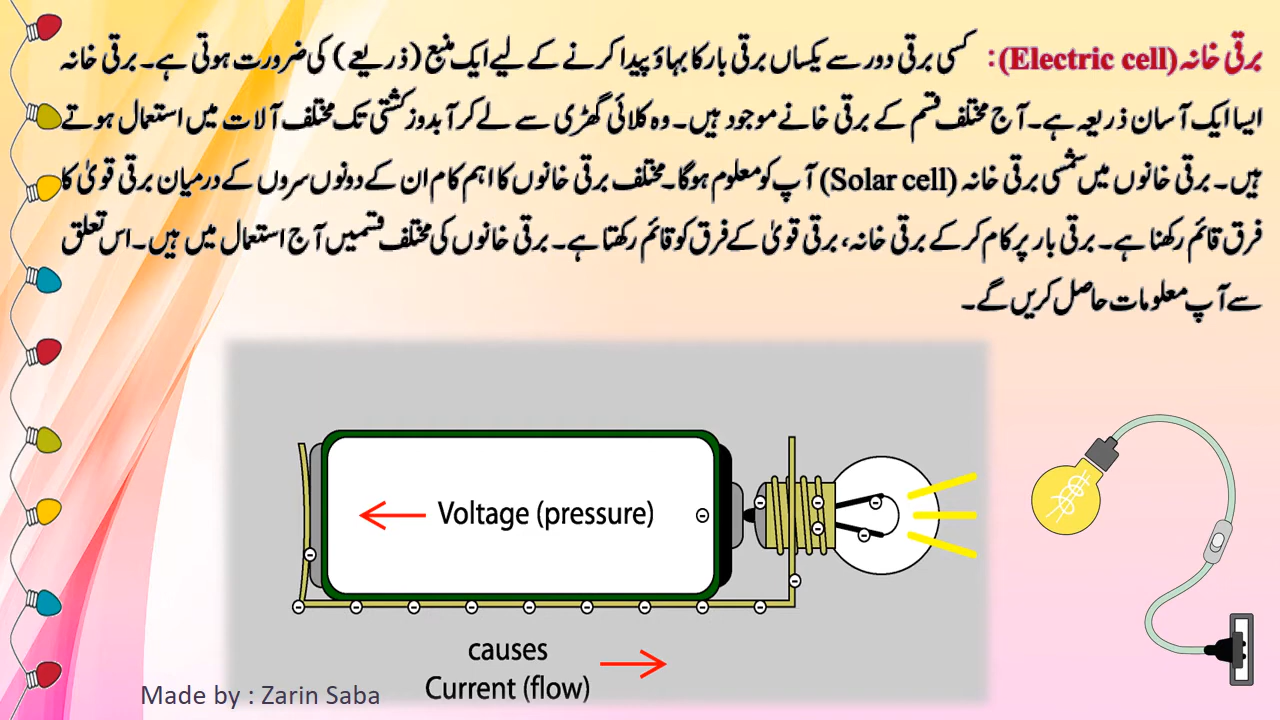 برقی خانہ (Electric cell): کسی برقی دور سے یکساں برقی بار کا بہاؤ پیدا کرنے کے لیے ایک منبع (ذریعے) کی ضرورت ہوتی ہے۔ برقی خانہ
ایسا ایک آسان ذریعہ ہے۔ آج مختلف قسم کے برقی خانے موجود ہیں۔ وہ کلائی گھڑی سے لے کر آبدوز کشتی تک مختلف آلات میں استعمال ہوتے
ہیں۔ برقی خانوں میں شمسی برقی خانہ (Solar cell) آپ کو معلوم ہوگا۔ مختلف برقی خانوں کا اہم کام ان کے دونوں سروں کے درمیان برقی قویٰ کا
فرق قائم رکھنا ہے۔ برقی بار پر کام کر کے برقی خانہ، برقی قویٰ کے فرق کو قائم رکھتا ہے۔ برقی خانوں کی مختلف قسمیں آج استعمال میں ہیں۔ اس تعلق
سے آپ معلومات حاصل کریں گے۔
Voltage (pressure)
causes
Current (flow)
Made by : Zarin Saba